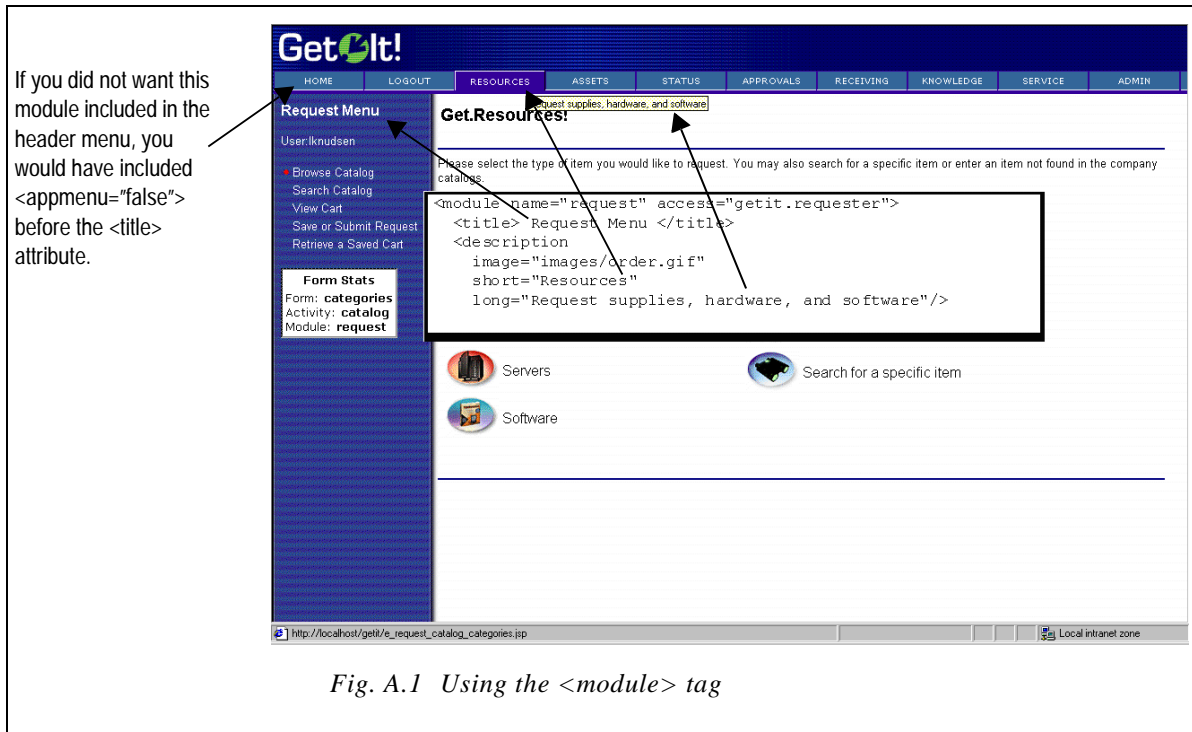 If you did not want this
module included in the
header menu, you
would have included
<appmenu="false">
before the <title>
attribute.
Get It!
HOME LOGOUT RESOURCES ASSETS STATUS APPROVALS RECEIVING KNOWLEDGE SERVICE ADMIN
Request Menu
User:lknudsen
Browse Catalog
Search Catalog
View Cart
Save or Submit Request
Retrieve a Saved Cart
Form Stats
Form: categories
Activity: catalog
Module: request
Request supplies, hardware, and software
Get.Resources!
Please select the type of item you would like to request. You may also search for a specific item or enter an item not found in the company
catalogs.
<module name="request" access="getit.requester">
<title> Request Menu </title>
<description
image="images/order.gif"
short="Resources"
long="Request supplies, hardware, and software"/>
Servers
Search for a specific item
Software
http://localhost/getit/e_request_catalog_categories.jsp
Local intranet zone
Fig. A.1 Using the <module> tag